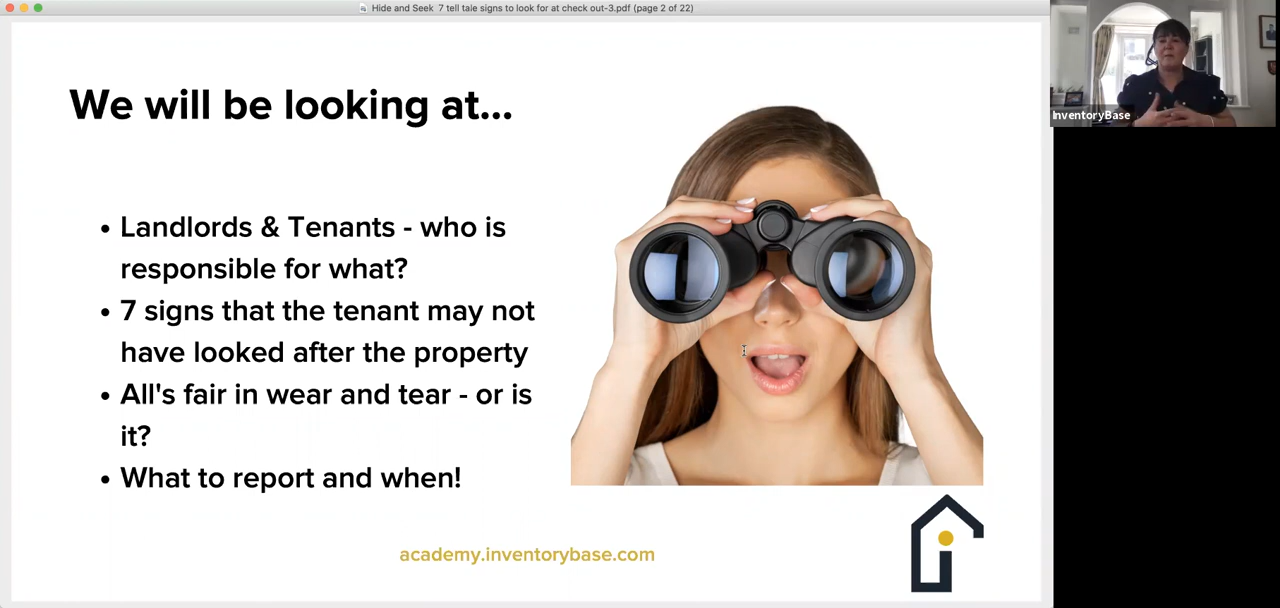 Hide and Seek  7 tell tale signs to look for at check out-3.pdf (page 2 of 22)
We will be looking at...
• Landlords & Tenants - who is
responsible for what?
• 7 signs that the tenant may not
have looked after the property
• All's fair in wear and tear - or is
it?
• What to report and when!
academy.inventorybase.com
InventoryBase